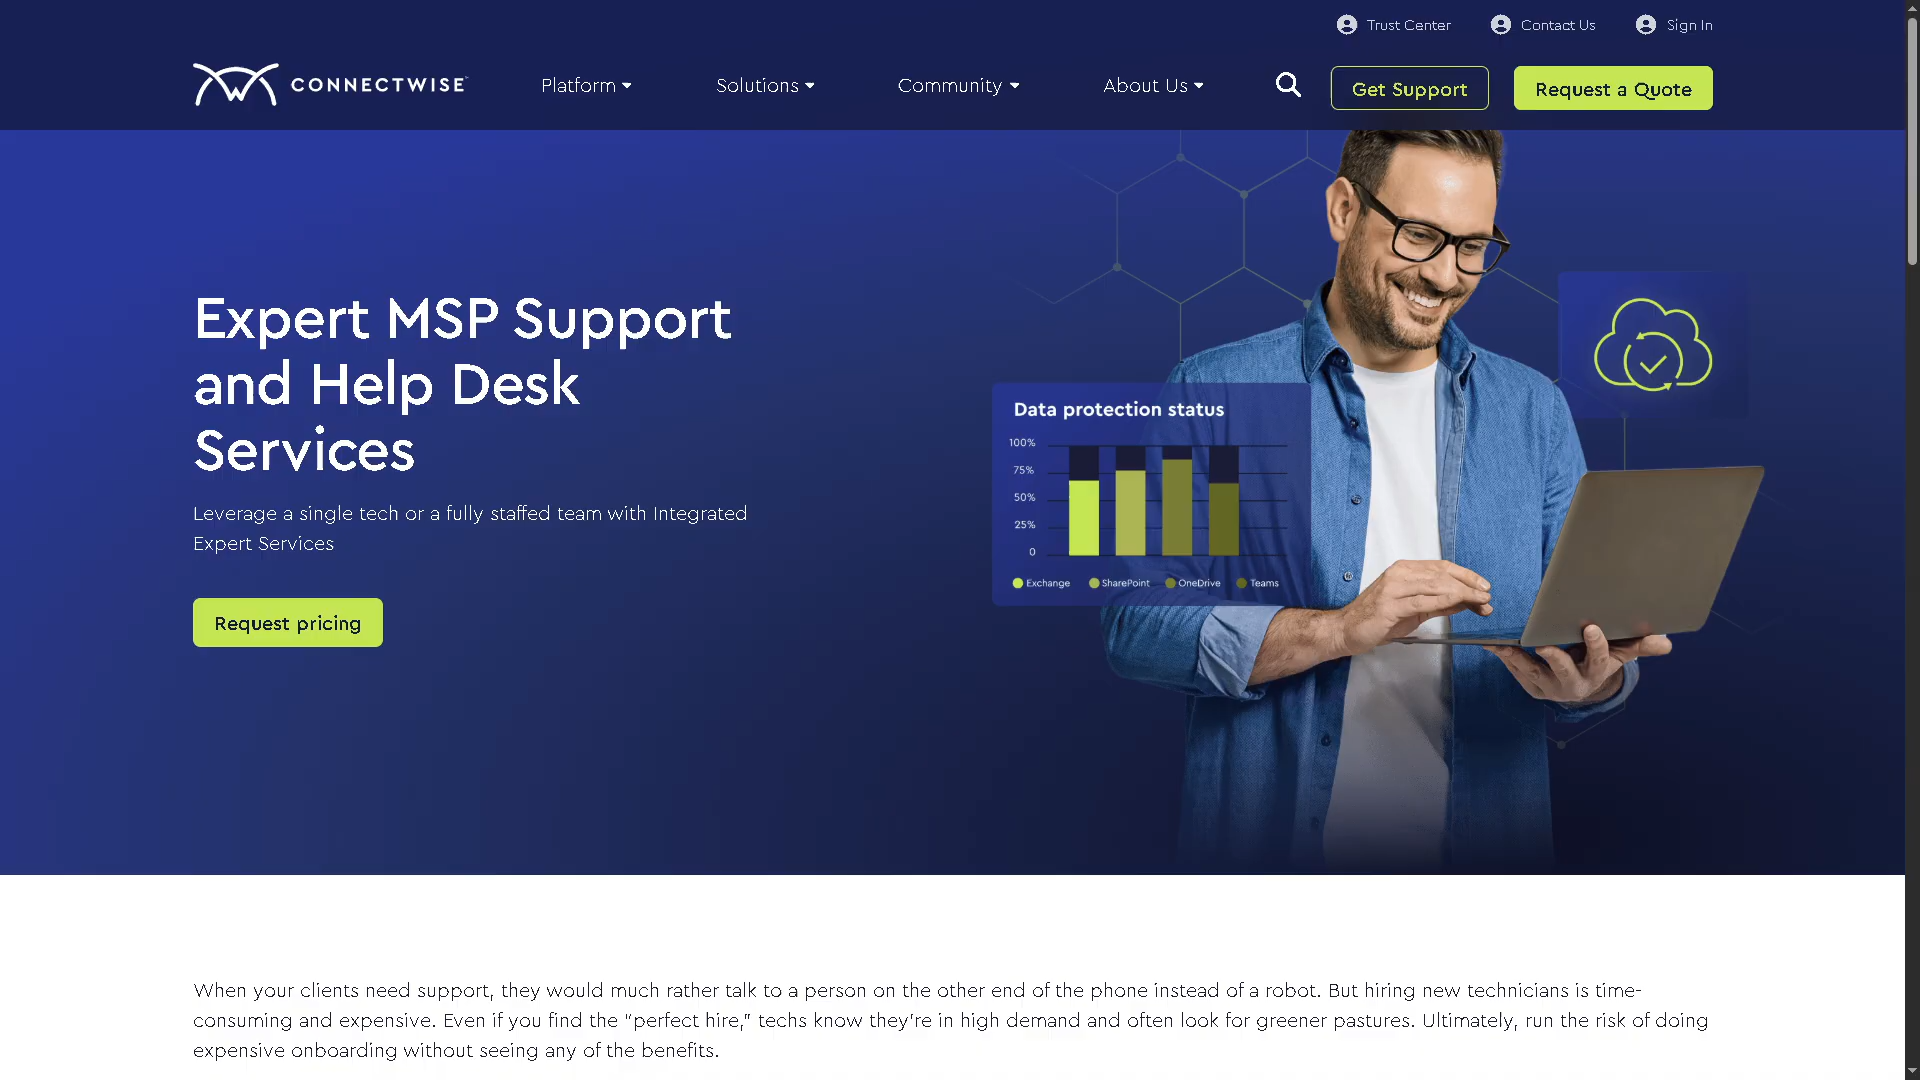 Trust Center
Contact Us
Sign In
CONNECTWISE
Platform
Solutions
Community
About Us
Get Support
Request a Quote
Expert MSP Support
and Help Desk
Services
Leverage a single tech or a fully staffed team with Integrated
Expert Services
Request pricing
Data protection status
100%
75%
50%
25%
0
Exchange
SharePoint
OneDrive
Teams
When your clients need support, they would much rather talk to a person on the other end of the phone instead of a robot. But hiring new technicians is time-
consuming and expensive. Even if you find the “perfect hire,” techs know they’re in high demand and often look for greener pastures. Ultimately, run the risk of doing
expensive onboarding without seeing any of the benefits.